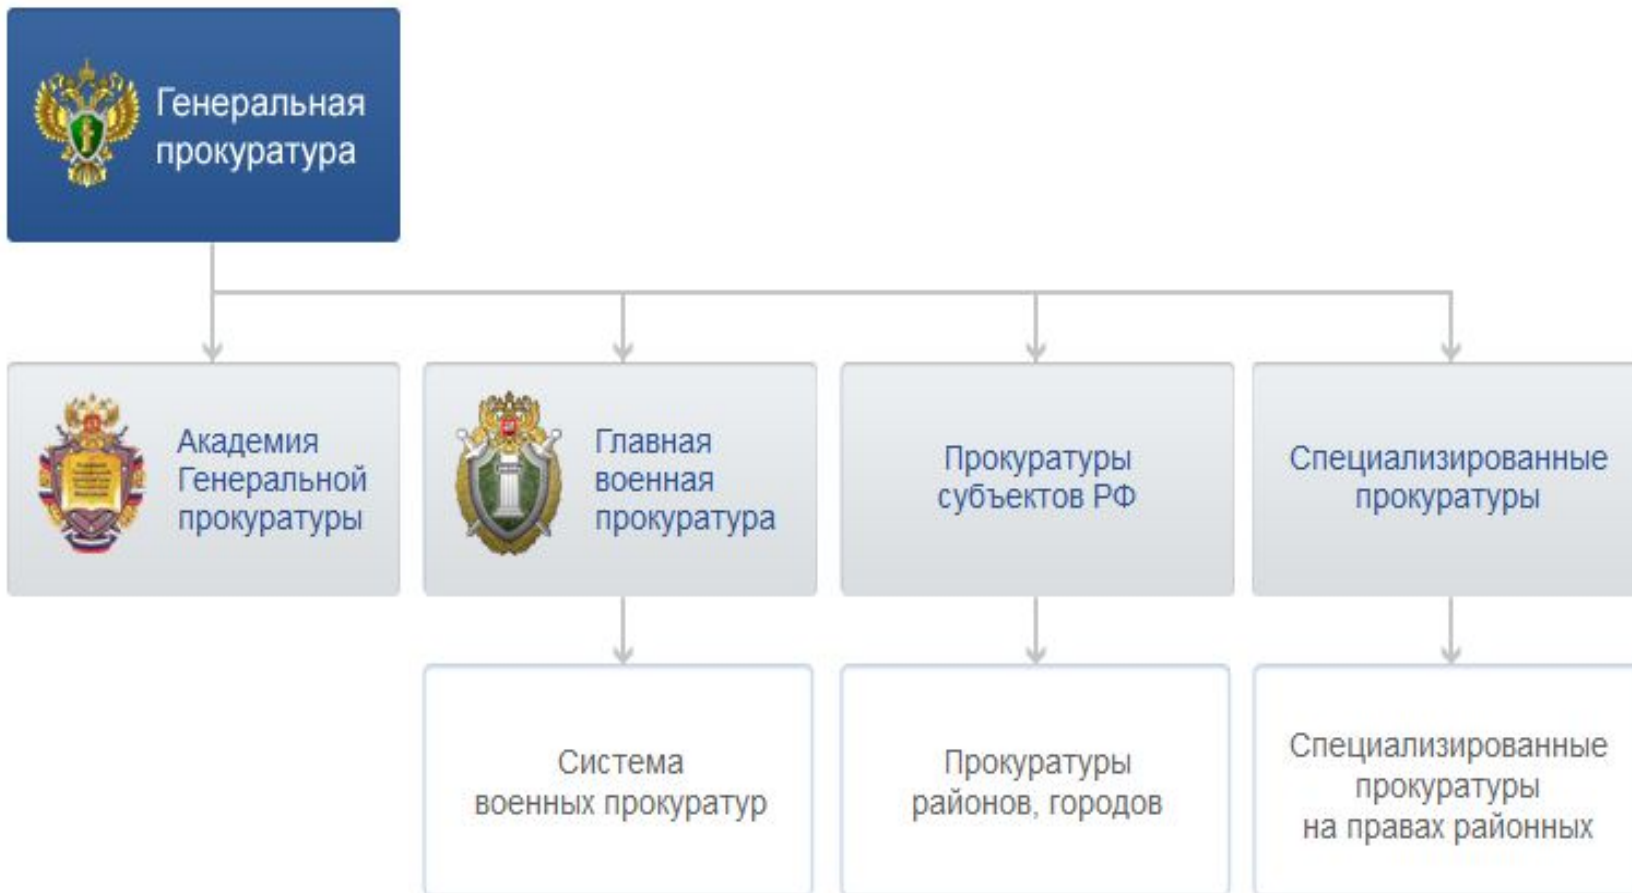 Генеральная
прокуратура
Академия
Генеральной
прокуратуры
Главная
военная
прокуратура
Прокуратуры
субъектов РФ
Специализированные
прокуратуры
Система
военных прокуратур
Прокуратуры
районов, городов
Специализированные
прокуратуры
на правах районных